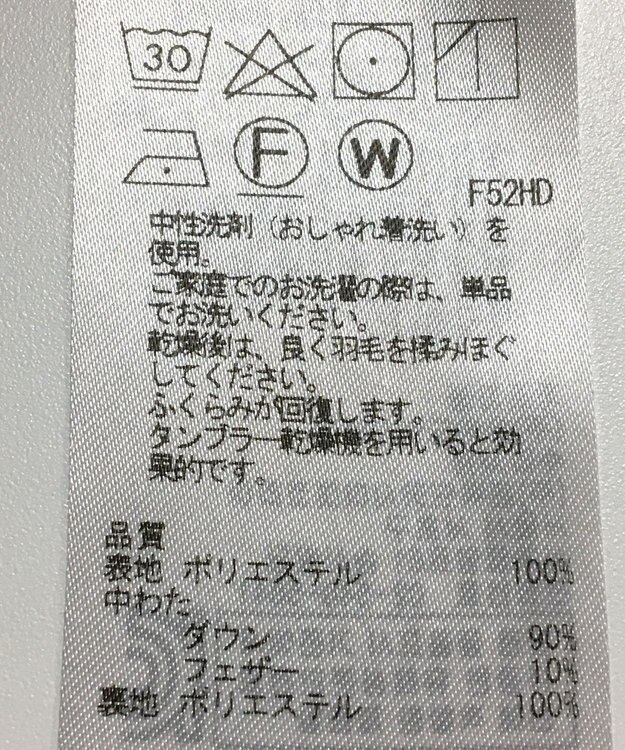 30
F W
F52HD
中性洗剤（おしゃれ着洗い）を
使用。
ご家庭でのお洗濯の際は、単品
でお洗いください。
乾燥後は、良く羽毛を揉みほぐ
してください。
ふくらみが回復します。
タンブラー乾燥機を用いると効
果的です。
品質
表地 ポリエステル 100%
中わた
ダウン 90%
フェザー 10%
裏地 ポリエステル 100%